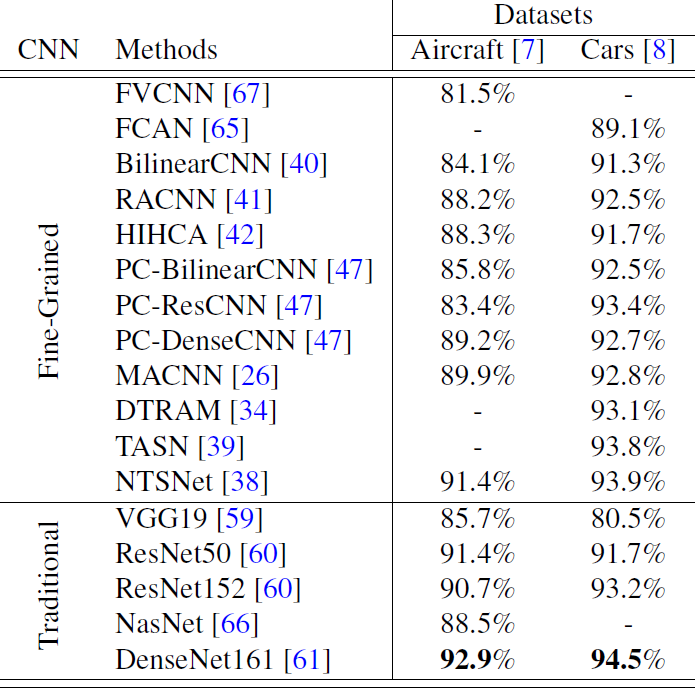 Datasets
CNN Methods Aircraft [7] Cars [8]
Fine-Grained
FVCNN [67] 81.5% -
FCAN [65] - 89.1%
BilinearCNN [40] 84.1% 91.3%
RACNN [41] 88.2% 92.5%
HIHCA [42] 88.3% 91.7%
PC-BilinearCNN [47] 85.8% 92.5%
PC-ResCNN [47] 83.4% 93.4%
PC-DenseCNN [47] 89.2% 92.7%
MACNN [26] 89.9% 92.8%
DTRAM [34] - 93.1%
TASN [39] - 93.8%
NTSNet [38] 91.4% 93.9%
Traditional
VGG19 [59] 85.7% 80.5%
ResNet50 [60] 91.4% 91.7%
ResNet152 [60] 90.7% 93.2%
NasNet [66] 88.5% -
DenseNet161 [61] 92.9% 94.5%